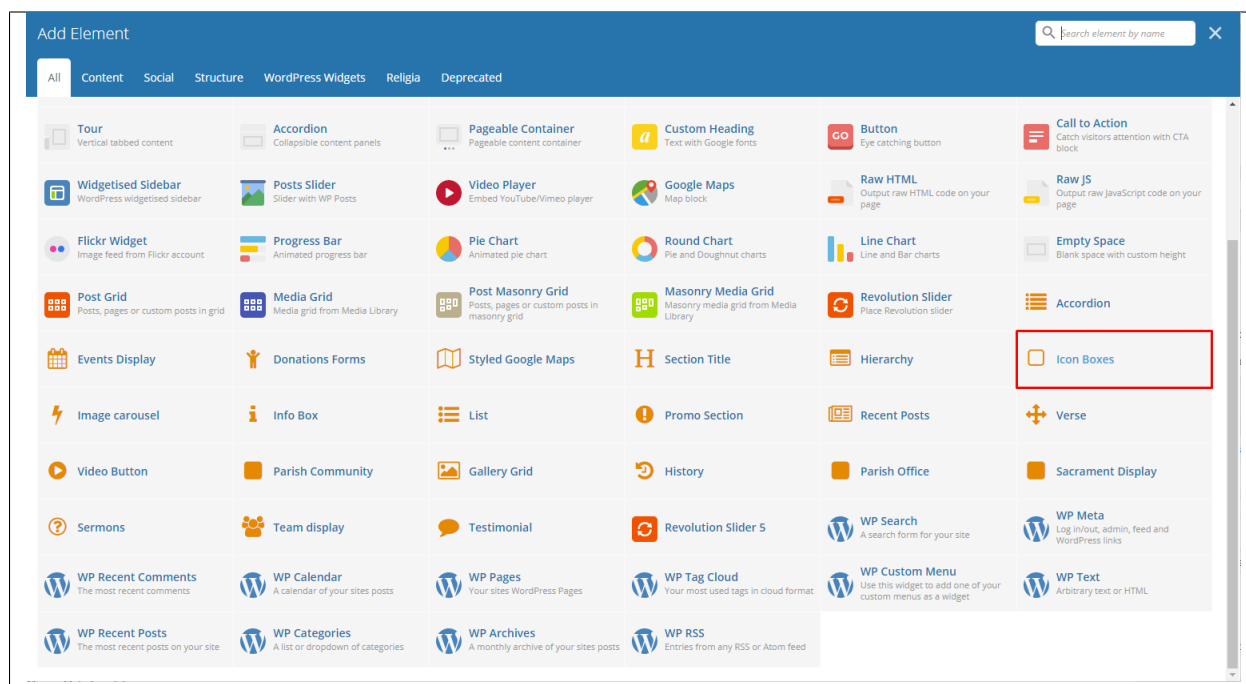 Add Element
Search element by name
All Content Social Structure WordPress Widgets Religia Deprecated
Tour
Vertical tabbed content
Accordion
Collapsible content panels
Pageable Container
Pageable content container
Custom Heading
Text with Google fonts
GO
Button
Eye catching button
Call to Action
Catch visitors attention with CTA
block
Widgetised Sidebar
WordPress widgetised sidebar
Posts Slider
Slider with WP Posts
Video Player
Embed YouTube/Vimeo player
Google Maps
Map block
Raw HTML
Output raw HTML code on your
page
Raw JS
Output raw JavaScript code on your
page
Flickr Widget
Image feed from Flickr account
Progress Bar
Animated progress bar
Pie Chart
Animated pie chart
Round Chart
Pie and Doughnut charts
Line Chart
Line and Bar charts
Empty Space
Blank space with custom height
Post Grid
Posts, pages or custom posts in grid
Media Grid
Media grid from Media Library
Post Masonry Grid
Posts, pages or custom posts in
masonry grid
Masonry Media Grid
Masonry media grid from Media
Library
Revolution Slider
Place Revolution slider
Accordion
Events Display
Donations Forms
Styled Google Maps
Section Title
Hierarchy
Icon Boxes
Image carousel
Info Box
List
Promo Section
Recent Posts
Verse
Video Button
Parish Community
Gallery Grid
History
Parish Office
Sacrament Display
Sermons
Team display
Testimonial
Revolution Slider 5
WP Search
A search form for your site
WP Meta
Log in/out, admin, feed and
WordPress links
WP Recent Comments
The most recent comments
WP Calendar
A calendar of your sites posts
WP Pages
Your sites WordPress Pages
WP Tag Cloud
Your most used tags in cloud format
WP Custom Menu
Use this widget to add one of your
custom menus as a widget
WP Text
Arbitrary text or HTML
WP Recent Posts
The most recent posts on your site
WP Categories
A list or dropdown of categories
WP Archives
A monthly archive of your sites posts
WP RSS
Entries from any RSS or Atom feed